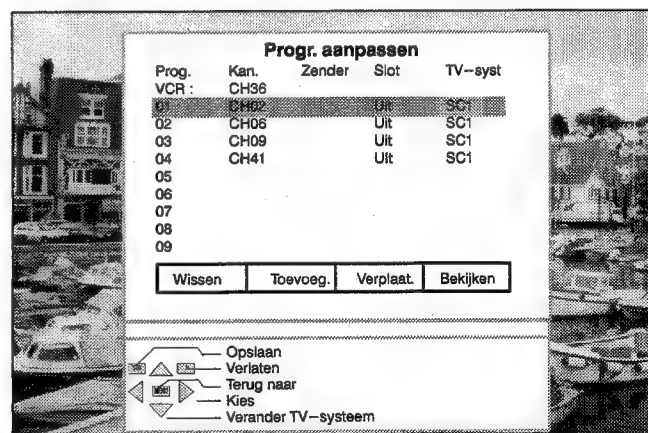 Progr. aanpassen
Prog. Kan. Zender Slot TV-syst
VCR : CH36
01 CH02 Uit SC1
02 CH06 Uit SC1
03 CH09 Uit SC1
04 CH41 Uit SC1
05
06
07
08
09
Wissen Toevoeg. Verplaat. Bekijken
Opslaan
Verlaten
Terug naar
Kies
Verander TV-systeem